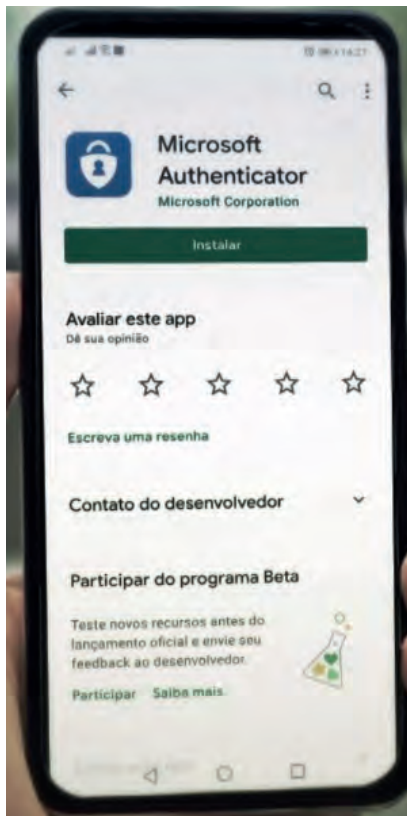 Microsoft
Authenticator
Microsoft Corporation
Instalar
Avaliar este app
Dê sua opinião
Escreva uma resenha
Contato do desenvolvedor
Participar do programa Beta
Teste novos recursos antes do
lançamento oficial e envie seu
feedback ao desenvolvedor.
Participar Saiba mais